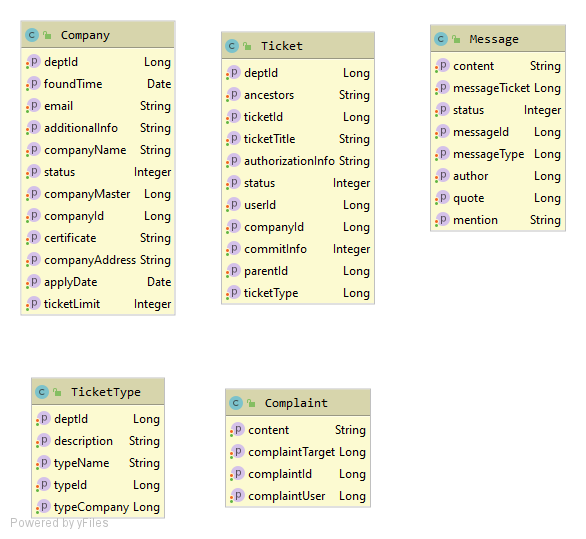 C Company
p deptId Long
p foundTime Date
p email String
p additionalInfo String
p companyName String
p status Integer
p companyMaster Long
p companyId Long
p certificate String
p companyAddress String
p applyDate Date
p ticketLimit Integer
C Ticket
p deptId Long
p ancestors String
p ticketId Long
p ticketTitle String
p authorizationInfo String
p status Integer
p userId Long
p companyId Long
p commitInfo Integer
p parentId Long
p ticketType Long
C Message
p content String
p messageTicket Long
p status Integer
p messageId Long
p messageType Long
p author Long
p quote Long
p mention String
C TicketType
p deptId Long
p description String
p typeName String
p typeId Long
p typeCompany Long
C Complaint
p content String
p complaintTarget Long
p complaintId Long
p complaintUser Long
Powered by yFiles